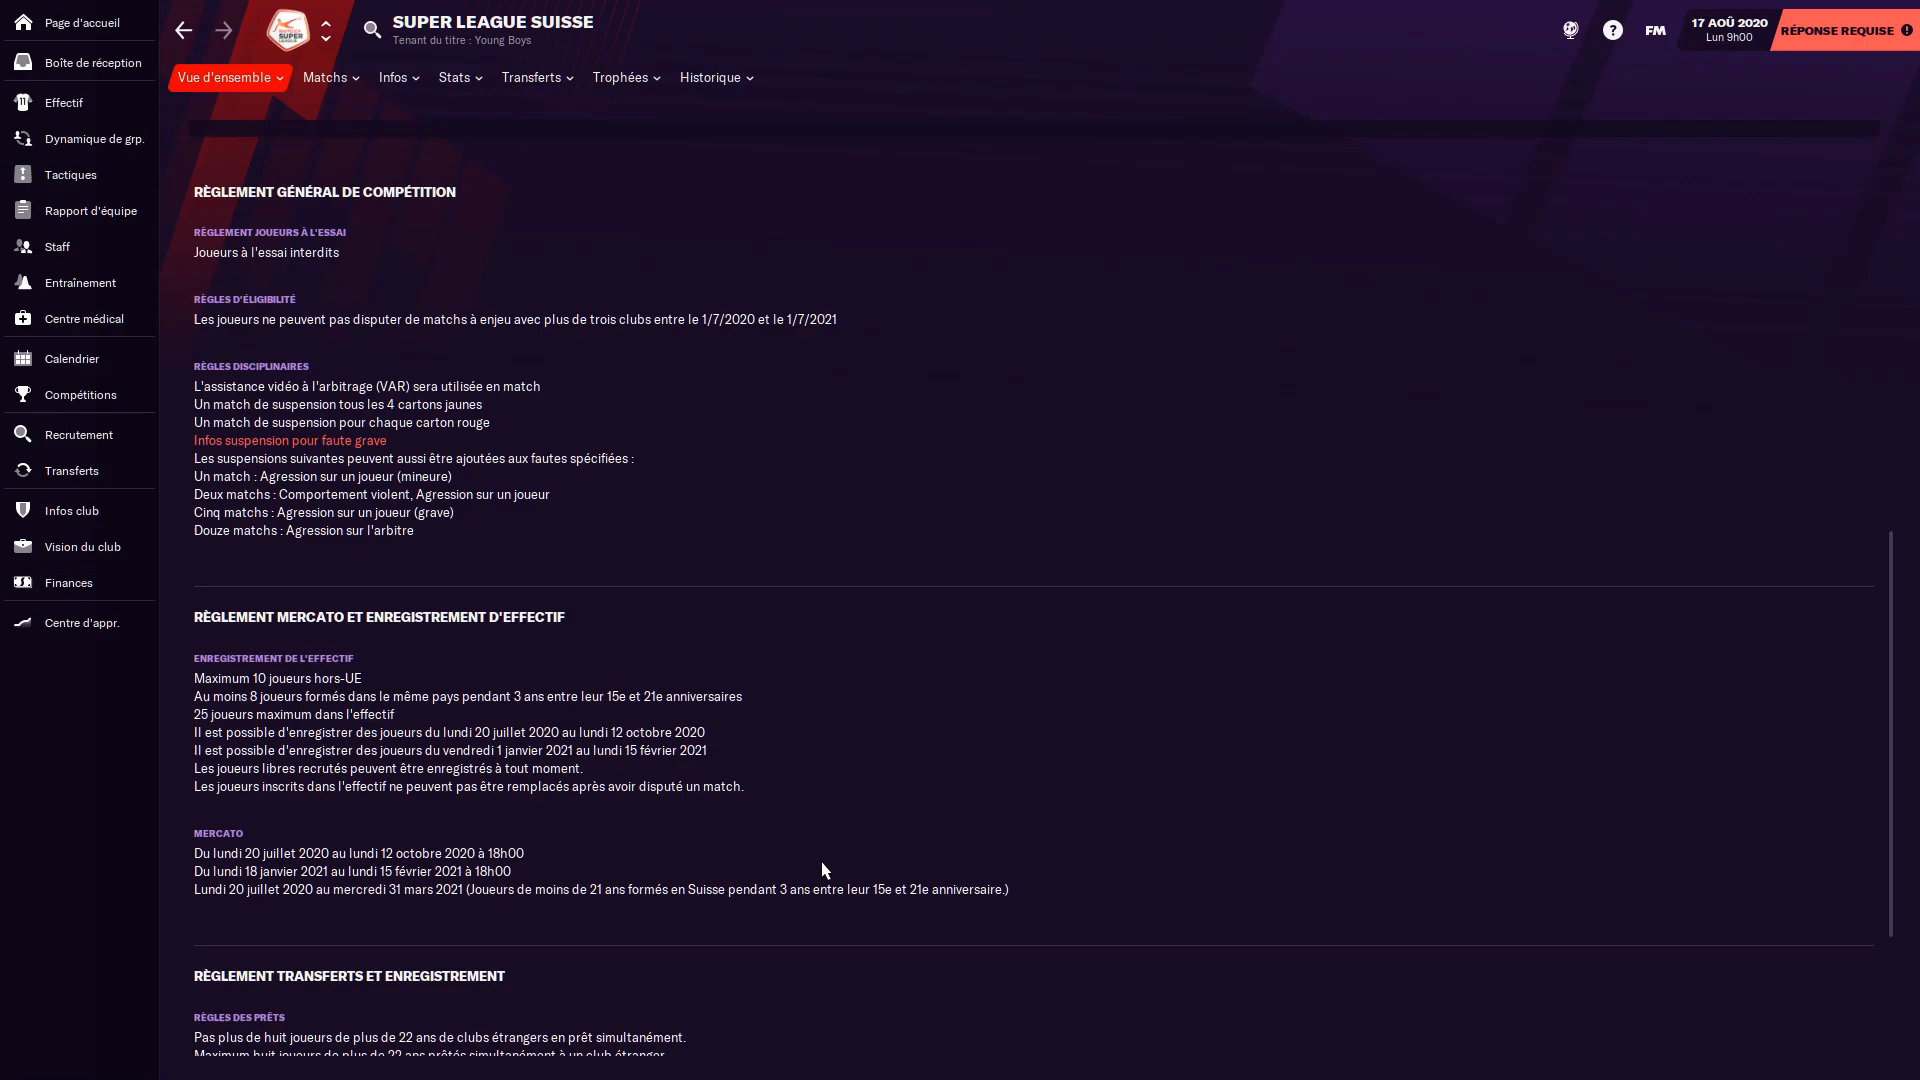 Page d'accueil
Boîte de réception
Effectif
Dynamique de grp.
Tactiques
Rapport d'équipe
Staff
Entraînement
Centre médical
Calendrier
Compétitions
Recrutement
Transferts
Infos club
Vision du club
Finances
Centre d'appr.
SUPER LEAGUE SUISSE
Tenant du titre : Young Boys
FM
17 AOÛ 2020
Lun 9h00
RÉPONSE REQUISE
Vue d'ensemble Matchs Infos Stats Transferts Trophées Historique
RÈGLEMENT GÉNÉRAL DE COMPÉTITION
RÈGLEMENT JOUEURS À L'ESSAI
Joueurs à l'essai interdits
RÈGLES D'ÉLIGIBILITÉ
Les joueurs ne peuvent pas disputer de matchs à enjeu avec plus de trois clubs entre le 1/7/2020 et le 1/7/2021
RÈGLES DISCIPLINAIRES
L'assistance vidéo à l'arbitrage (VAR) sera utilisée en match
Un match de suspension tous les 4 cartons jaunes
Un match de suspension pour chaque carton rouge
Infos suspension pour faute grave
Les suspensions suivantes peuvent aussi être ajoutées aux fautes spécifiées :
Un match : Agression sur un joueur (mineure)
Deux matchs : Comportement violent, Agression sur un joueur
Cinq matchs : Agression sur un joueur (grave)
Douze matchs : Agression sur l'arbitre
RÈGLEMENT MERCATO ET ENREGISTREMENT D'EFFECTIF
ENREGISTREMENT DE L'EFFECTIF
Maximum 10 joueurs hors-UE
Au moins 8 joueurs formés dans le même pays pendant 3 ans entre leur 15e et 21e anniversaires
25 joueurs maximum dans l'effectif
Il est possible d'enregistrer des joueurs du lundi 20 juillet 2020 au lundi 12 octobre 2020
Il est possible d'enregistrer des joueurs du vendredi 1 janvier 2021 au lundi 15 février 2021
Les joueurs libres recrutés peuvent être enregistrés à tout moment.
Les joueurs inscrits dans l'effectif ne peuvent pas être remplacés après avoir disputé un match.
MERCATO
Du lundi 20 juillet 2020 au lundi 12 octobre 2020 à 18h00
Du lundi 18 janvier 2021 au lundi 15 février 2021 à 18h00
Lundi 20 juillet 2020 au mercredi 31 mars 2021 (Joueurs de moins de 21 ans formés en Suisse pendant 3 ans entre leur 15e et 21e anniversaire.)
RÈGLEMENT TRANSFERTS ET ENREGISTREMENT
RÈGLES DES PRÊTS
Pas plus de huit joueurs de plus de 22 ans de clubs étrangers en prêt simultanément.
Maximum huit joueurs de plus de 22 ans prêtés simultanément à un club étranger